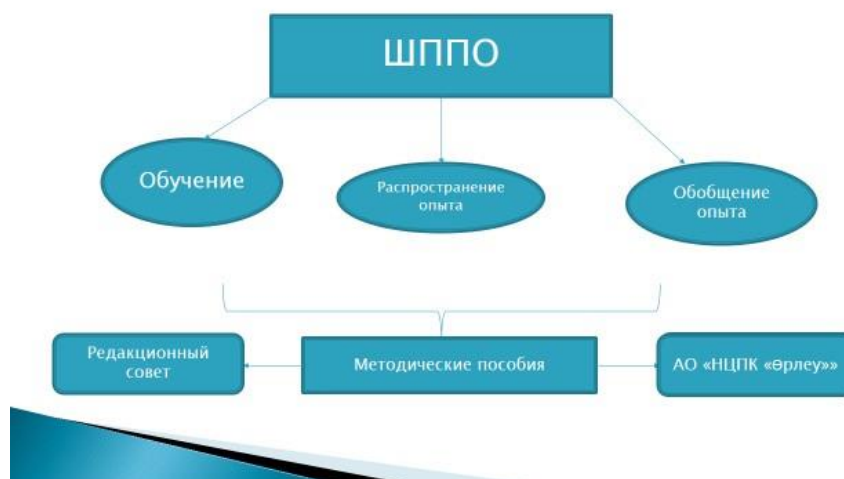 ШППО
Обучение
Распространение
опыта
Обобщение
опыта
Редакционный
совет
Методические пособия
АО «НЦПК «Өрлеу»»